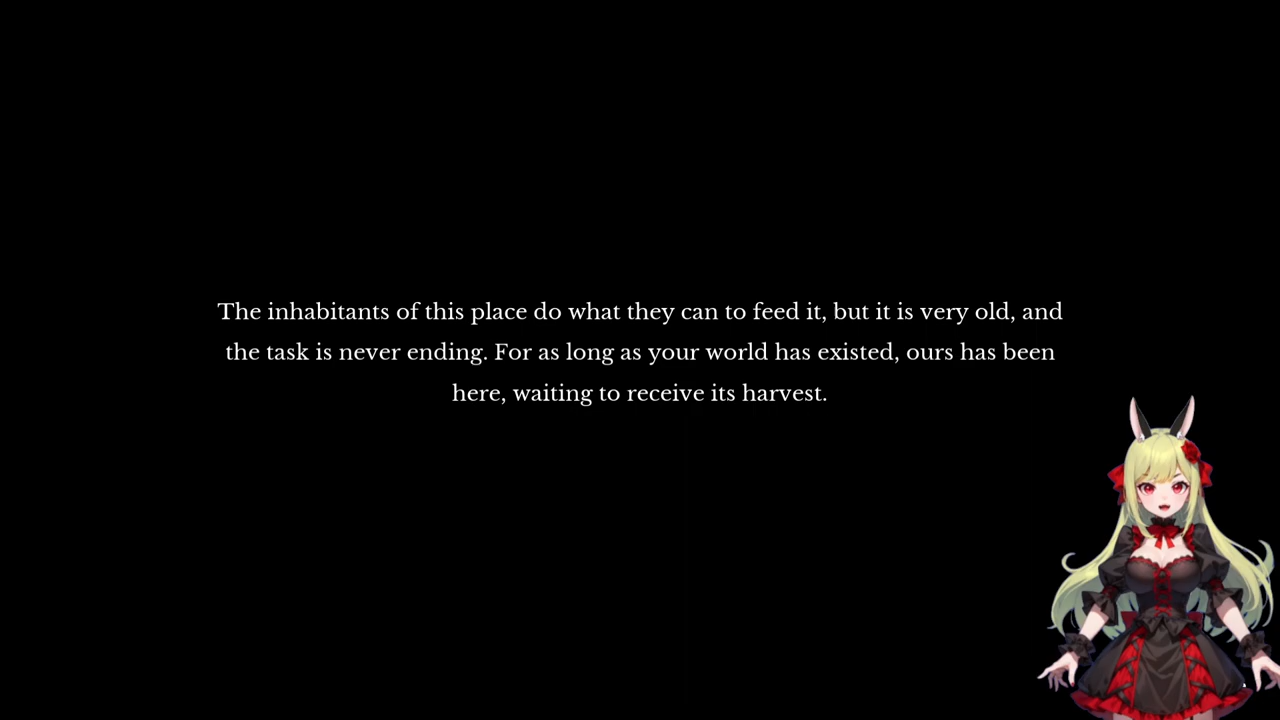 The inhabitants of this place do what they can to feed it, but it is very old, and
the task is never ending. For as long as your world has existed, ours has been
here, waiting to receive its harvest.